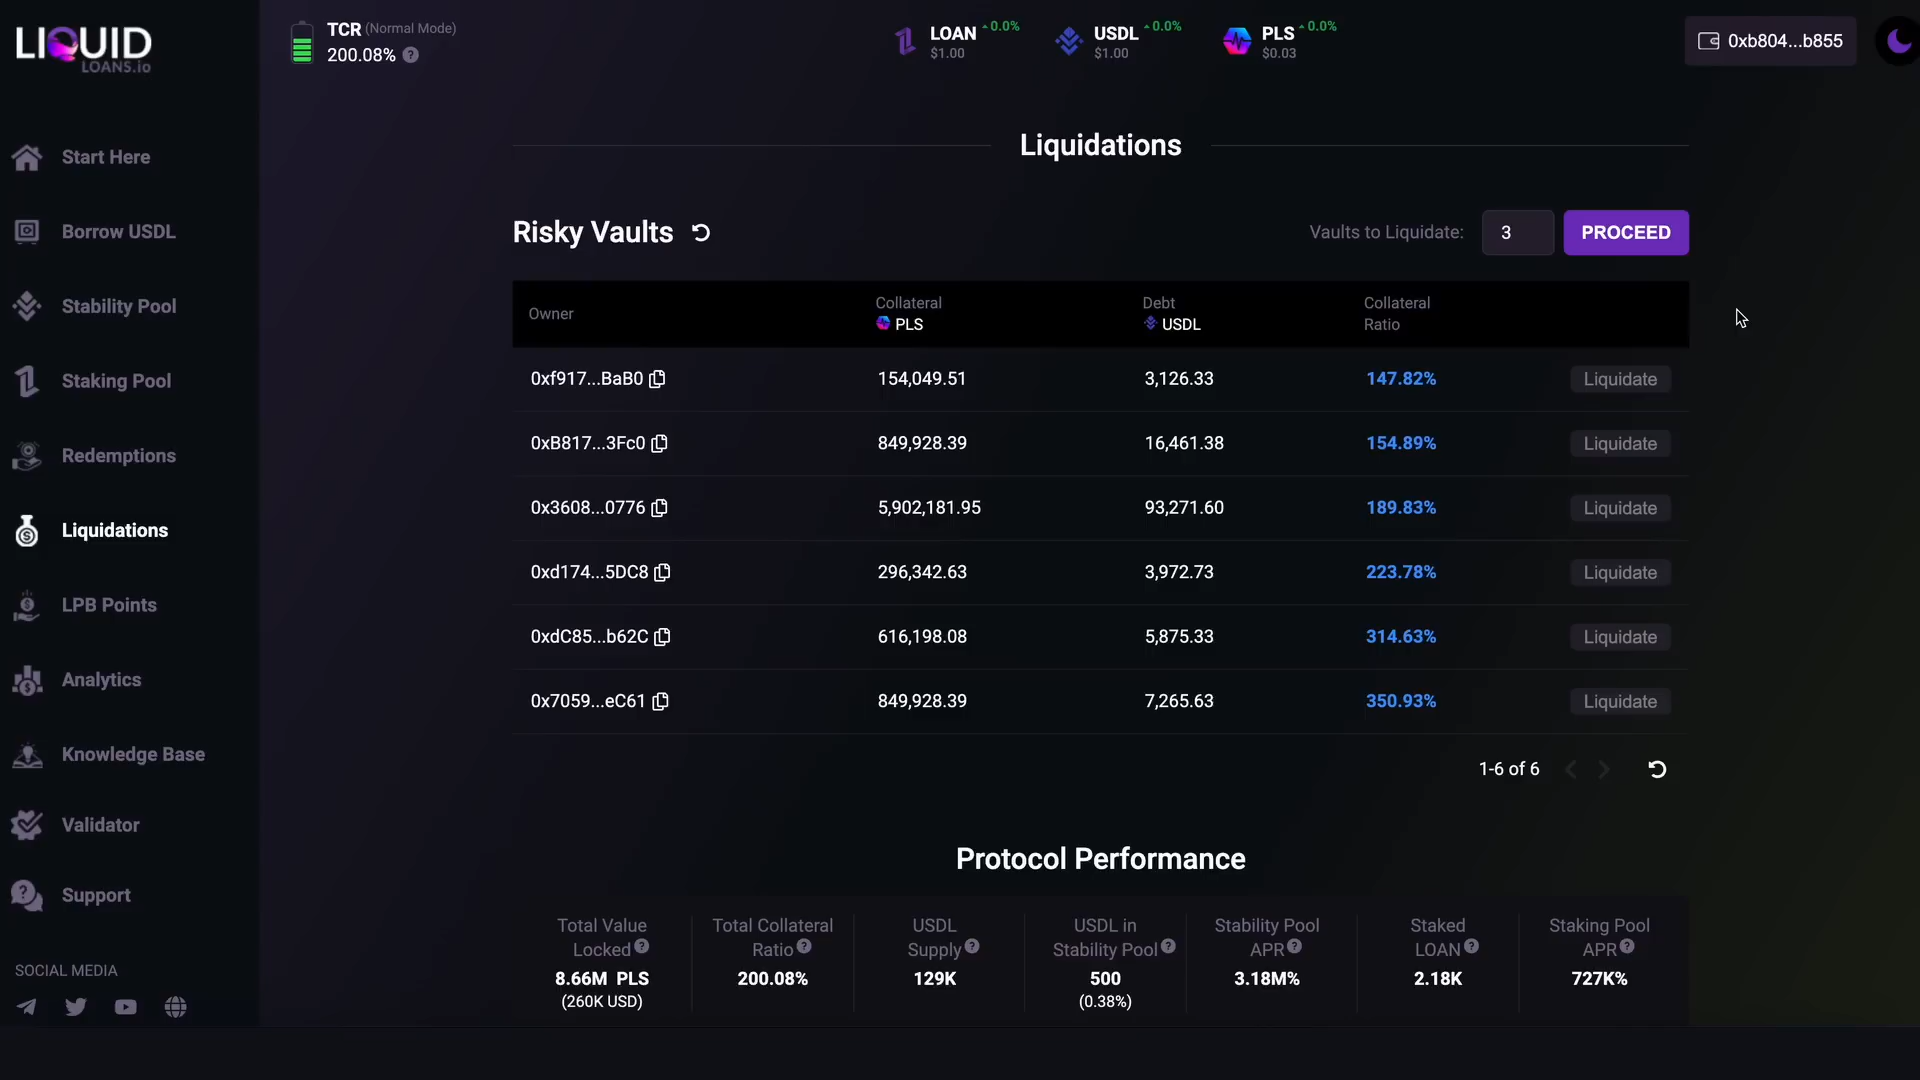 LIQUID
LOANS.io
TCR (Normal Mode)
200.08%
LOAN 0.0%
$1.00
USDL 0.0%
$1.00
PLS 0.0%
$0.03
0xb804...b855
Start Here
Borrow USDL
Stability Pool
Staking Pool
Redemptions
Liquidations
LPB Points
Analytics
Knowledge Base
Validator
Support
SOCIAL MEDIA
Liquidations
Risky Vaults
Vaults to Liquidate: 3 PROCEED
Owner
Collateral
PLS
Debt
USDL
Collateral
Ratio
0xf917...BaB0 154,049.51 3,126.33 147.82% Liquidate
0xB817...3Fc0 849,928.39 16,461.38 154.89% Liquidate
0x3608...0776 5,902,181.95 93,271.60 189.83% Liquidate
0xd174...5DC8 296,342.63 3,972.73 223.78% Liquidate
0xdC85...b62C 616,198.08 5,875.33 314.63% Liquidate
0x7059...eC61 849,928.39 7,265.63 350.93% Liquidate
1-6 of 6
Protocol Performance
Total Value
Locked
8.66M PLS
(260K USD)
Total Collateral
Ratio
200.08%
USDL
Supply
129K
USDL in
Stability Pool
500
(0.38%)
Stability Pool
APR
3.18M%
Staked
LOAN
2.18K
Staking Pool
APR
727K%